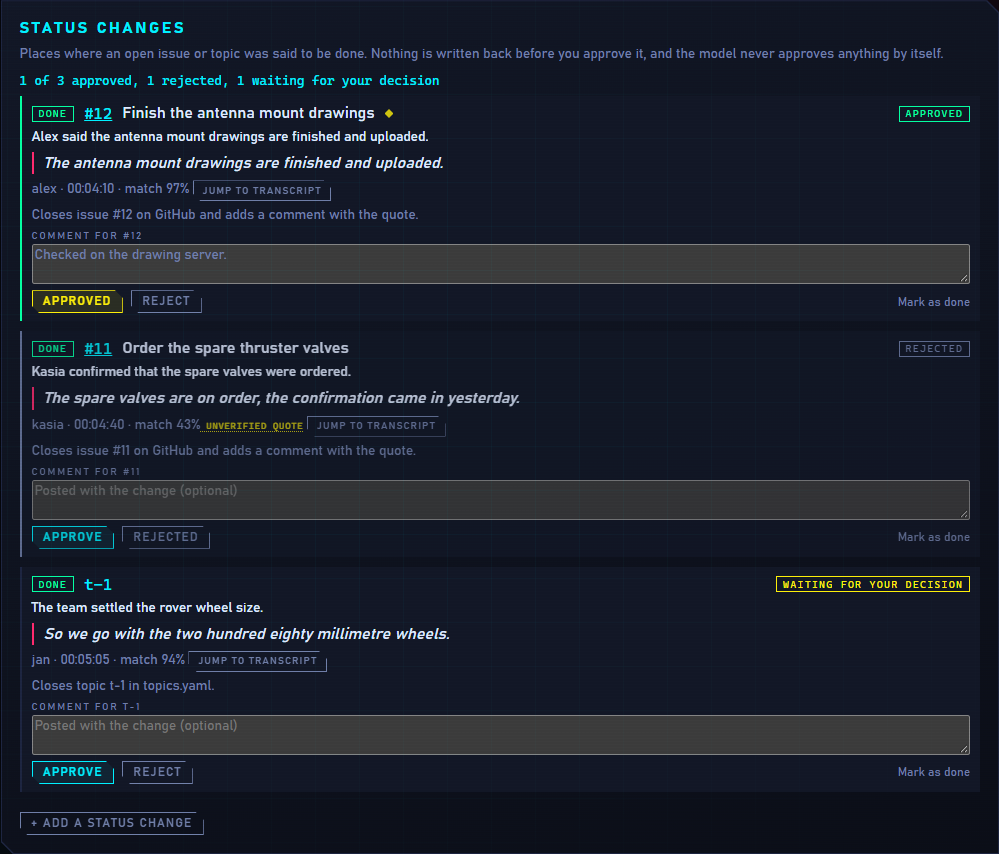 STATUS CHANGES
Places where an open issue or topic was said to be done. Nothing is written back before you approve it, and the model never approves anything by itself.
1 of 3 approved, 1 rejected, 1 waiting for your decision
DONE #12 Finish the antenna mount drawings ◆ APPROVED
Alex said the antenna mount drawings are finished and uploaded.
The antenna mount drawings are finished and uploaded.
alex · 00:04:10 · match 97% JUMP TO TRANSCRIPT
Closes issue #12 on GitHub and adds a comment with the quote.
COMMENT FOR #12
Checked on the drawing server.
APPROVED REJECT Mark as done
DONE #11 Order the spare thruster valves REJECTED
Kasia confirmed that the spare valves were ordered.
The spare valves are on order, the confirmation came in yesterday.
kasia · 00:04:40 · match 43% UNVERIFIED QUOTE JUMP TO TRANSCRIPT
Closes issue #11 on GitHub and adds a comment with the quote.
COMMENT FOR #11
Posted with the change (optional)
APPROVE REJECTED Mark as done
DONE t-1 WAITING FOR YOUR DECISION
The team settled the rover wheel size.
So we go with the two hundred eighty millimetre wheels.
jan · 00:05:05 · match 94% JUMP TO TRANSCRIPT
Closes topic t-1 in topics.yaml.
COMMENT FOR T-1
Posted with the change (optional)
APPROVE REJECT Mark as done
+ ADD A STATUS CHANGE